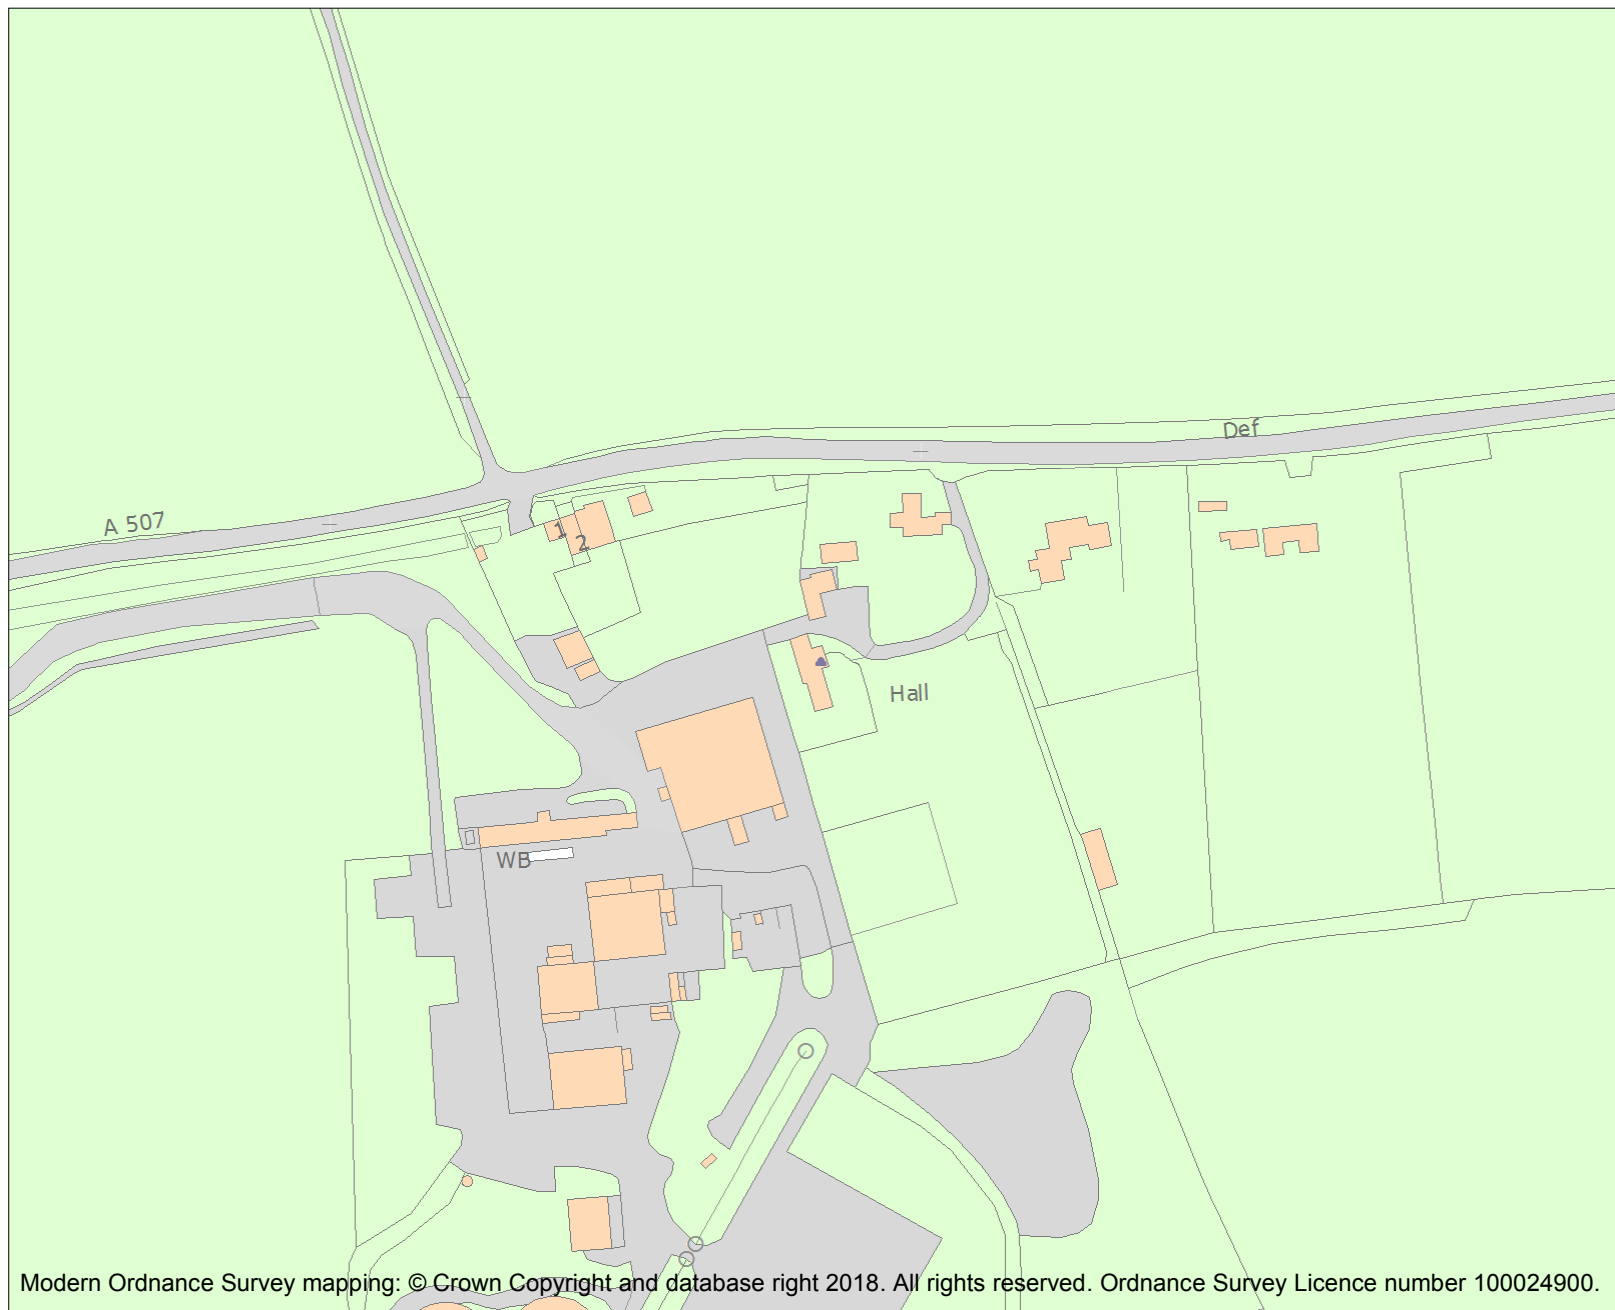 Def
A 507
1
2
Hall
WB
Modern Ordnance Survey mapping: © Crown Copyright and database right 2018. All rights reserved. Ordnance Survey Licence number 100024900.